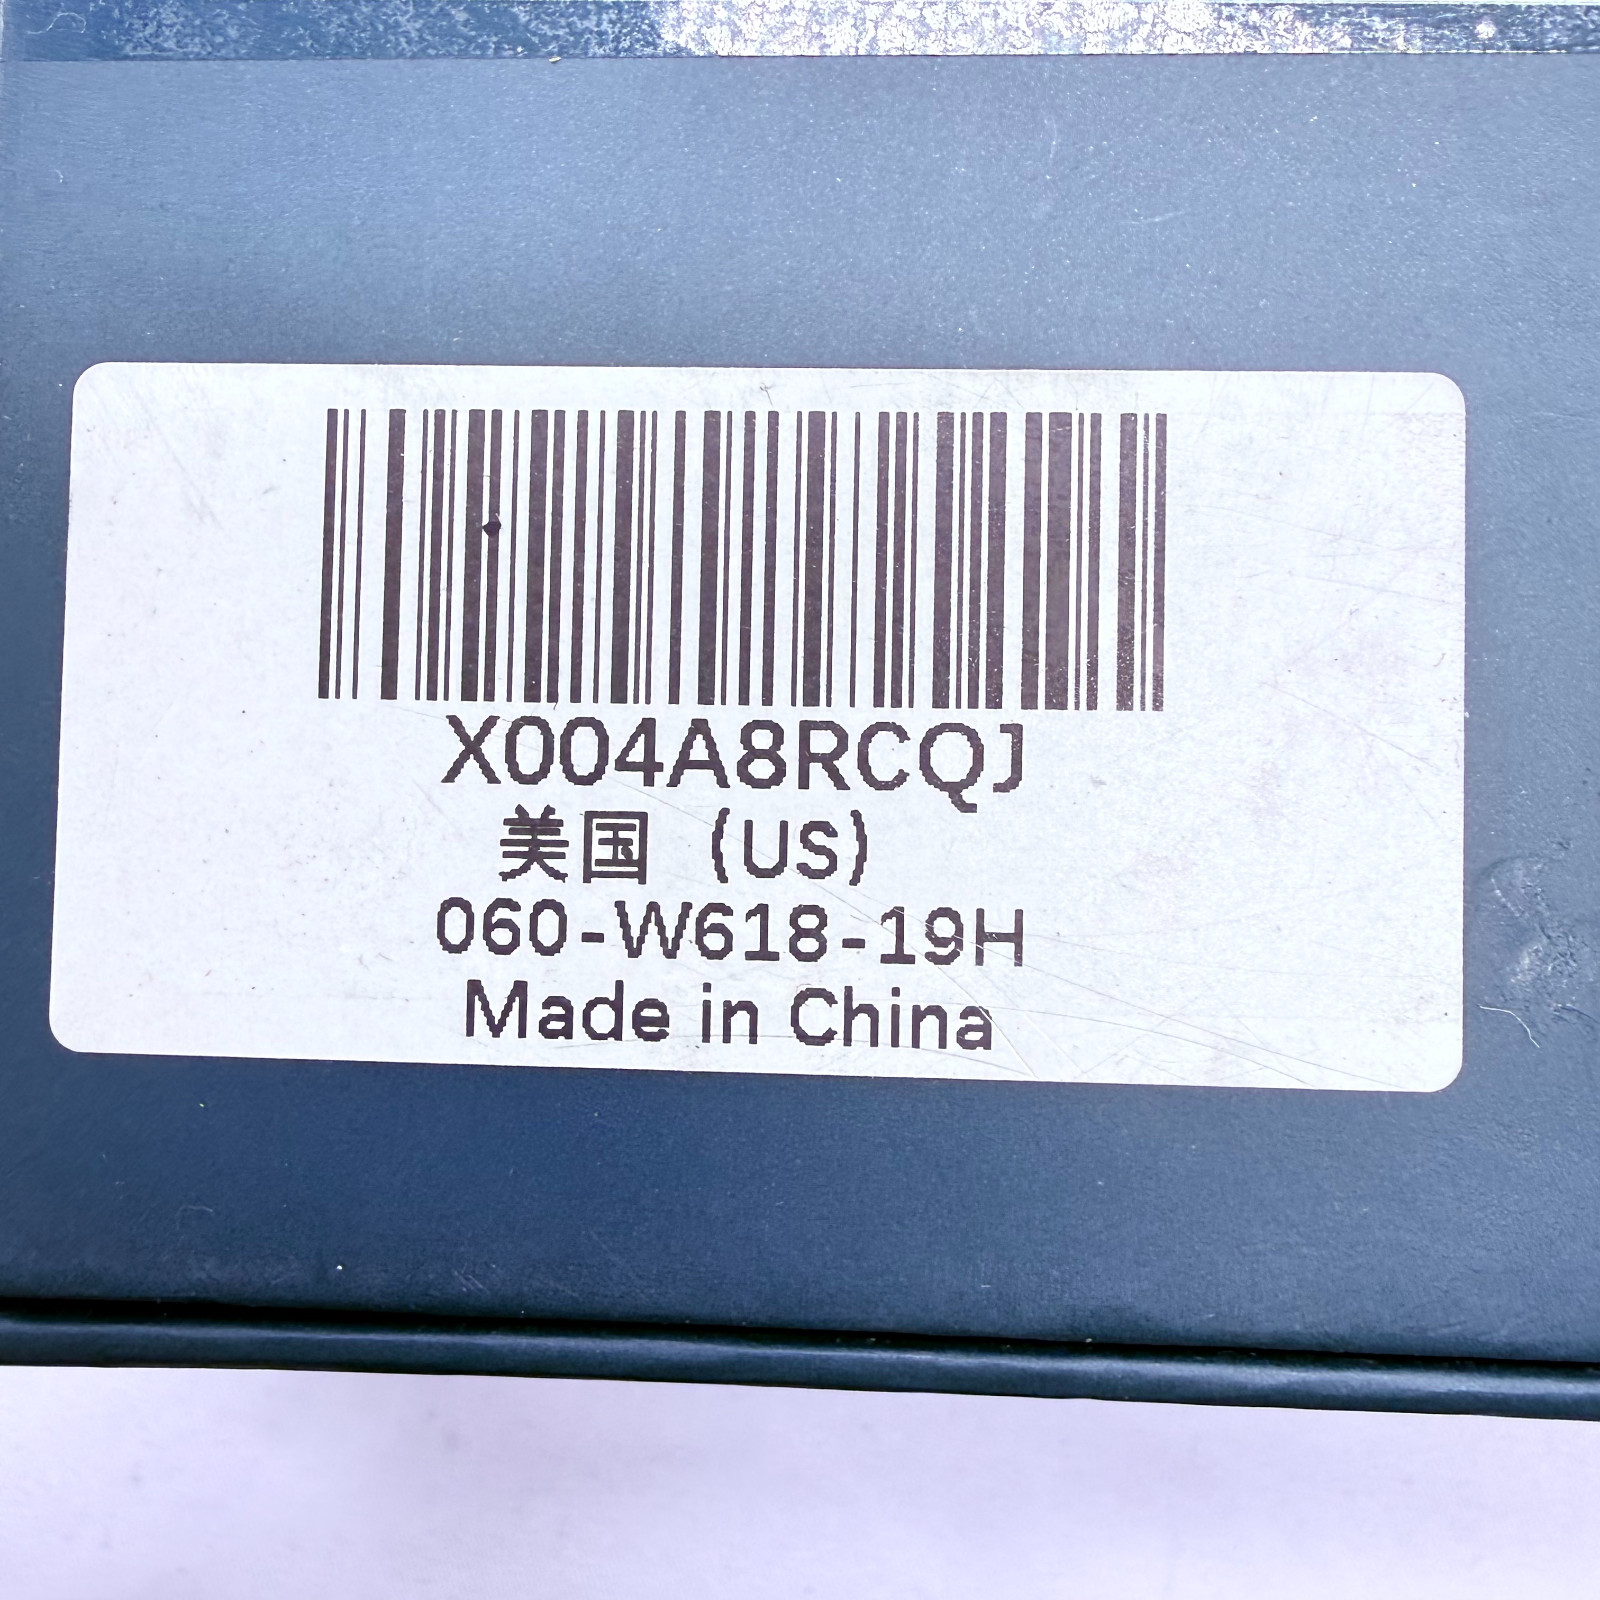 X004A8RCQJ
美国（US）
060-W618-19H
Made in China